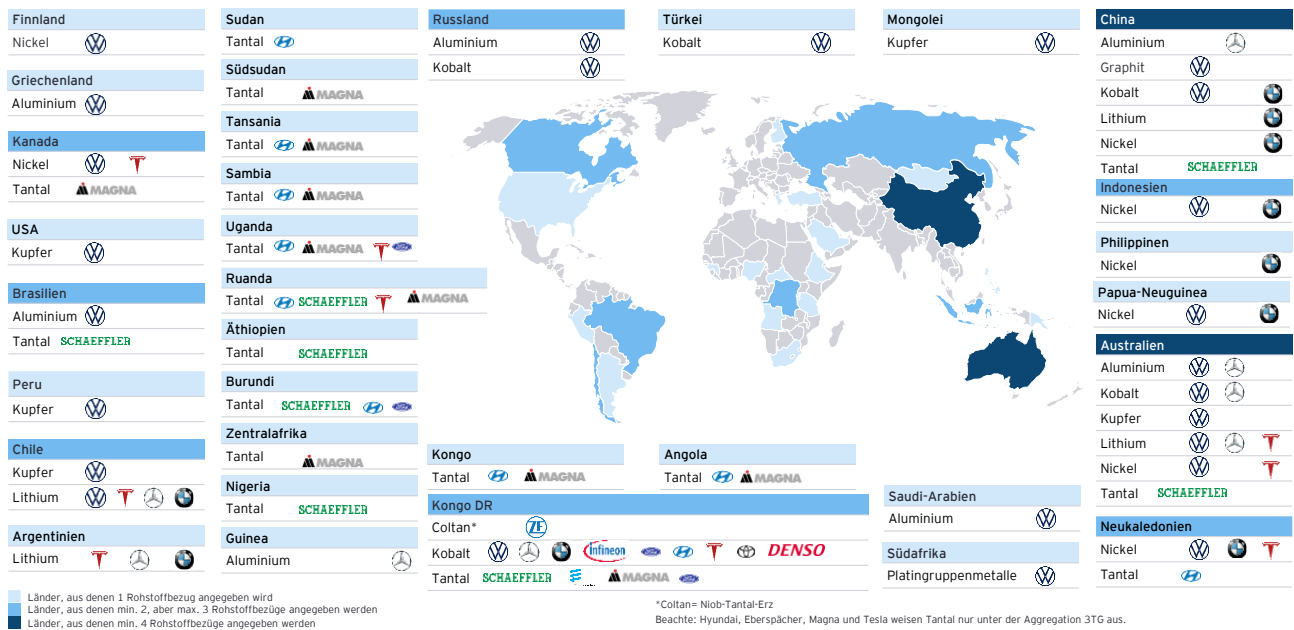 Finnland
Nickel
Griechenland
Aluminium
Kanada
Nickel
Tantal MAGNA
USA
Kupfer
Brasilien
Aluminium
Tantal SCHAEFFLER
Peru
Kupfer
Chile
Kupfer
Lithium
Argentinien
Lithium
Sudan
Tantal
Südsudan
Tantal MAGNA
Tansania
Tantal MAGNA
Sambia
Tantal MAGNA
Uganda
Tantal MAGNA
Ruanda
Tantal SCHAEFFLER MAGNA
Äthiopien
Tantal SCHAEFFLER
Burundi
Tantal SCHAEFFLER
Zentralafrika
Tantal MAGNA
Nigeria
Tantal SCHAEFFLER
Guinea
Aluminium
Russland
Aluminium
Kobalt
Türkei
Kobalt
Mongolei
Kupfer
Kongo
Tantal MAGNA
Angola
Tantal MAGNA
Kongo DR
Coltan* ZF
Kobalt infineon DENSO
Tantal SCHAEFFLER MAGNA
Saudi-Arabien
Aluminium
Südafrika
Platingruppenmetalle
China
Aluminium
Graphit
Kobalt
Lithium
Nickel
Tantal SCHAEFFLER
Indonesien
Nickel
Philippinen
Nickel
Papua-Neuguinea
Nickel
Australien
Aluminium
Kobalt
Kupfer
Lithium
Nickel
Tantal SCHAEFFLER
Neukaledonien
Nickel
Tantal
Länder, aus denen 1 Rohstoffbezug angegeben wird
Länder, aus denen min. 2, aber max. 3 Rohstoffbezüge angegeben werden
Länder, aus denen min. 4 Rohstoffbezüge angegeben werden
*Coltan= Niob-Tantal-Erz
Beachte: Hyundai, Eberspächer, Magna und Tesla weisen Tantal nur unter der Aggregation 3TG aus.